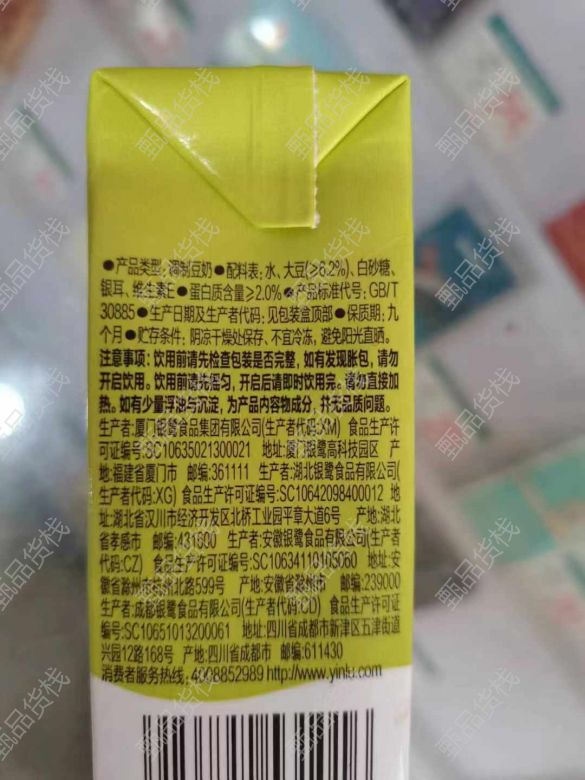 ●产品类型:调制豆奶●配料表:水、大豆(≥6.2%)、白砂糖、
银耳、维生素E●蛋白质含量≥2.0%●产品标准代号:GB/T
30885●生产日期及生产者代码:见包装盒顶部●保质期:九
个月●贮存条件:阴凉干燥处保存、不宜冷冻,避免阳光直晒。
注意事项:饮用前请先检查包装是否完整,如有发现胀包,请勿
开启饮用。饮用前请先摇匀,开启后请即时饮用完。请勿直接加
热。如有少量浮油与沉淀,为产品内容物成分,并无品质问题。
生产者:厦门银鹭食品集团有限公司(生产者代码:XM) 食品生产许
可证编号:SC10635021300021 地址:厦门银鹭高科技园区 产
地:福建省厦门市 邮编:361111 生产者:湖北银鹭食品有限公司(
生产者代码:XG) 食品生产许可证编号:SC10642098400012 地
址:湖北省汉川市经济开发区北桥工业园平章大道6号 产地:湖北
省孝感市 邮编:431600 生产者:安徽银鹭食品有限公司(生产者
代码:CZ) 食品生产许可证编号:SC10634110105060 地址:安
徽省滁州市 北路599号 产地:安徽省滁州市 邮编:239000
生产者:成都银鹭食品有限公司(生产者代码:CD) 食品生产许可证
编号:SC10651013200061 地址:四川省成都市新津区五津街道
兴园12路168号 产地:四川省成都市 邮编:611430
消费者服务热线:4008852989 http://www.yinlu.com
甄品货栈